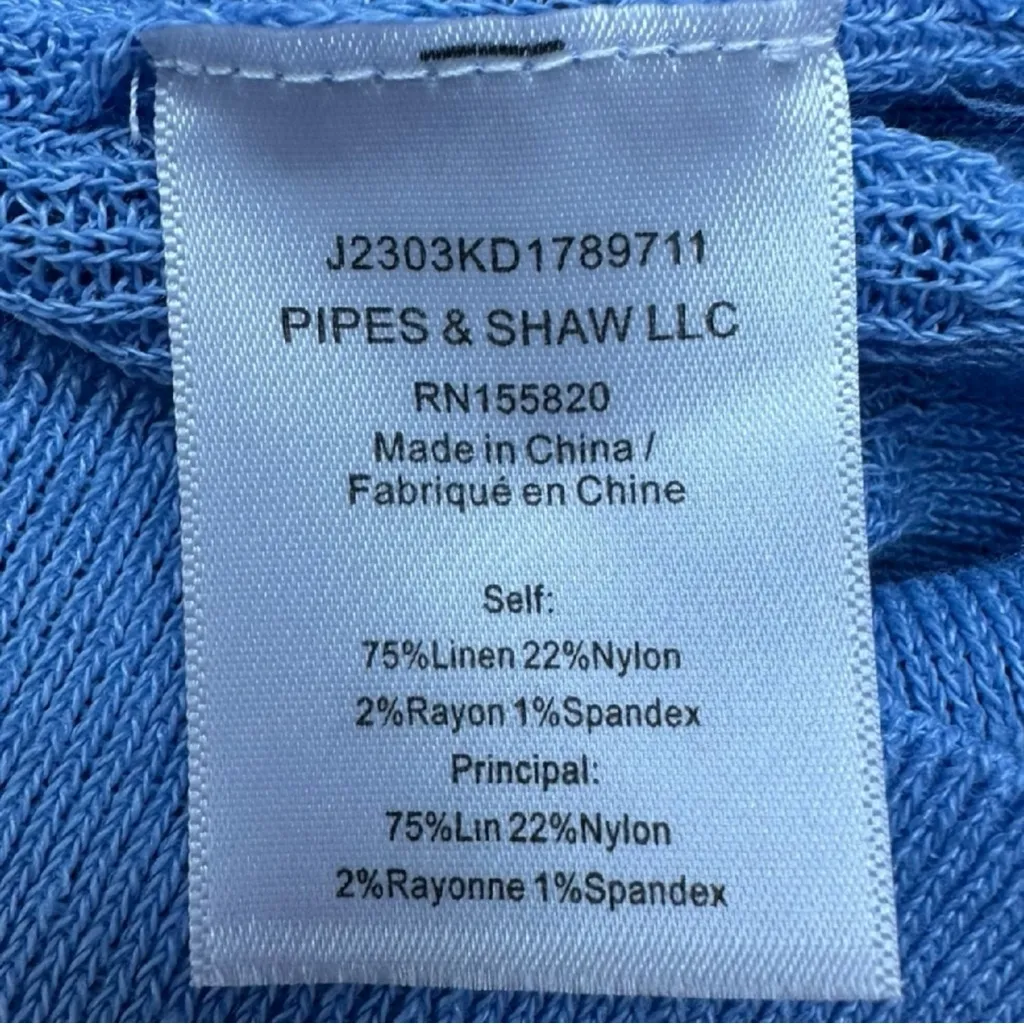 J2303KD1789711
PIPES & SHAW LLC
RN155820
Made in China /
Fabriqué en Chine
Self:
75%Linen 22%Nylon
2%Rayon 1%Spandex
Principal:
75%Lin 22%Nylon
2%Rayonne 1%Spandex